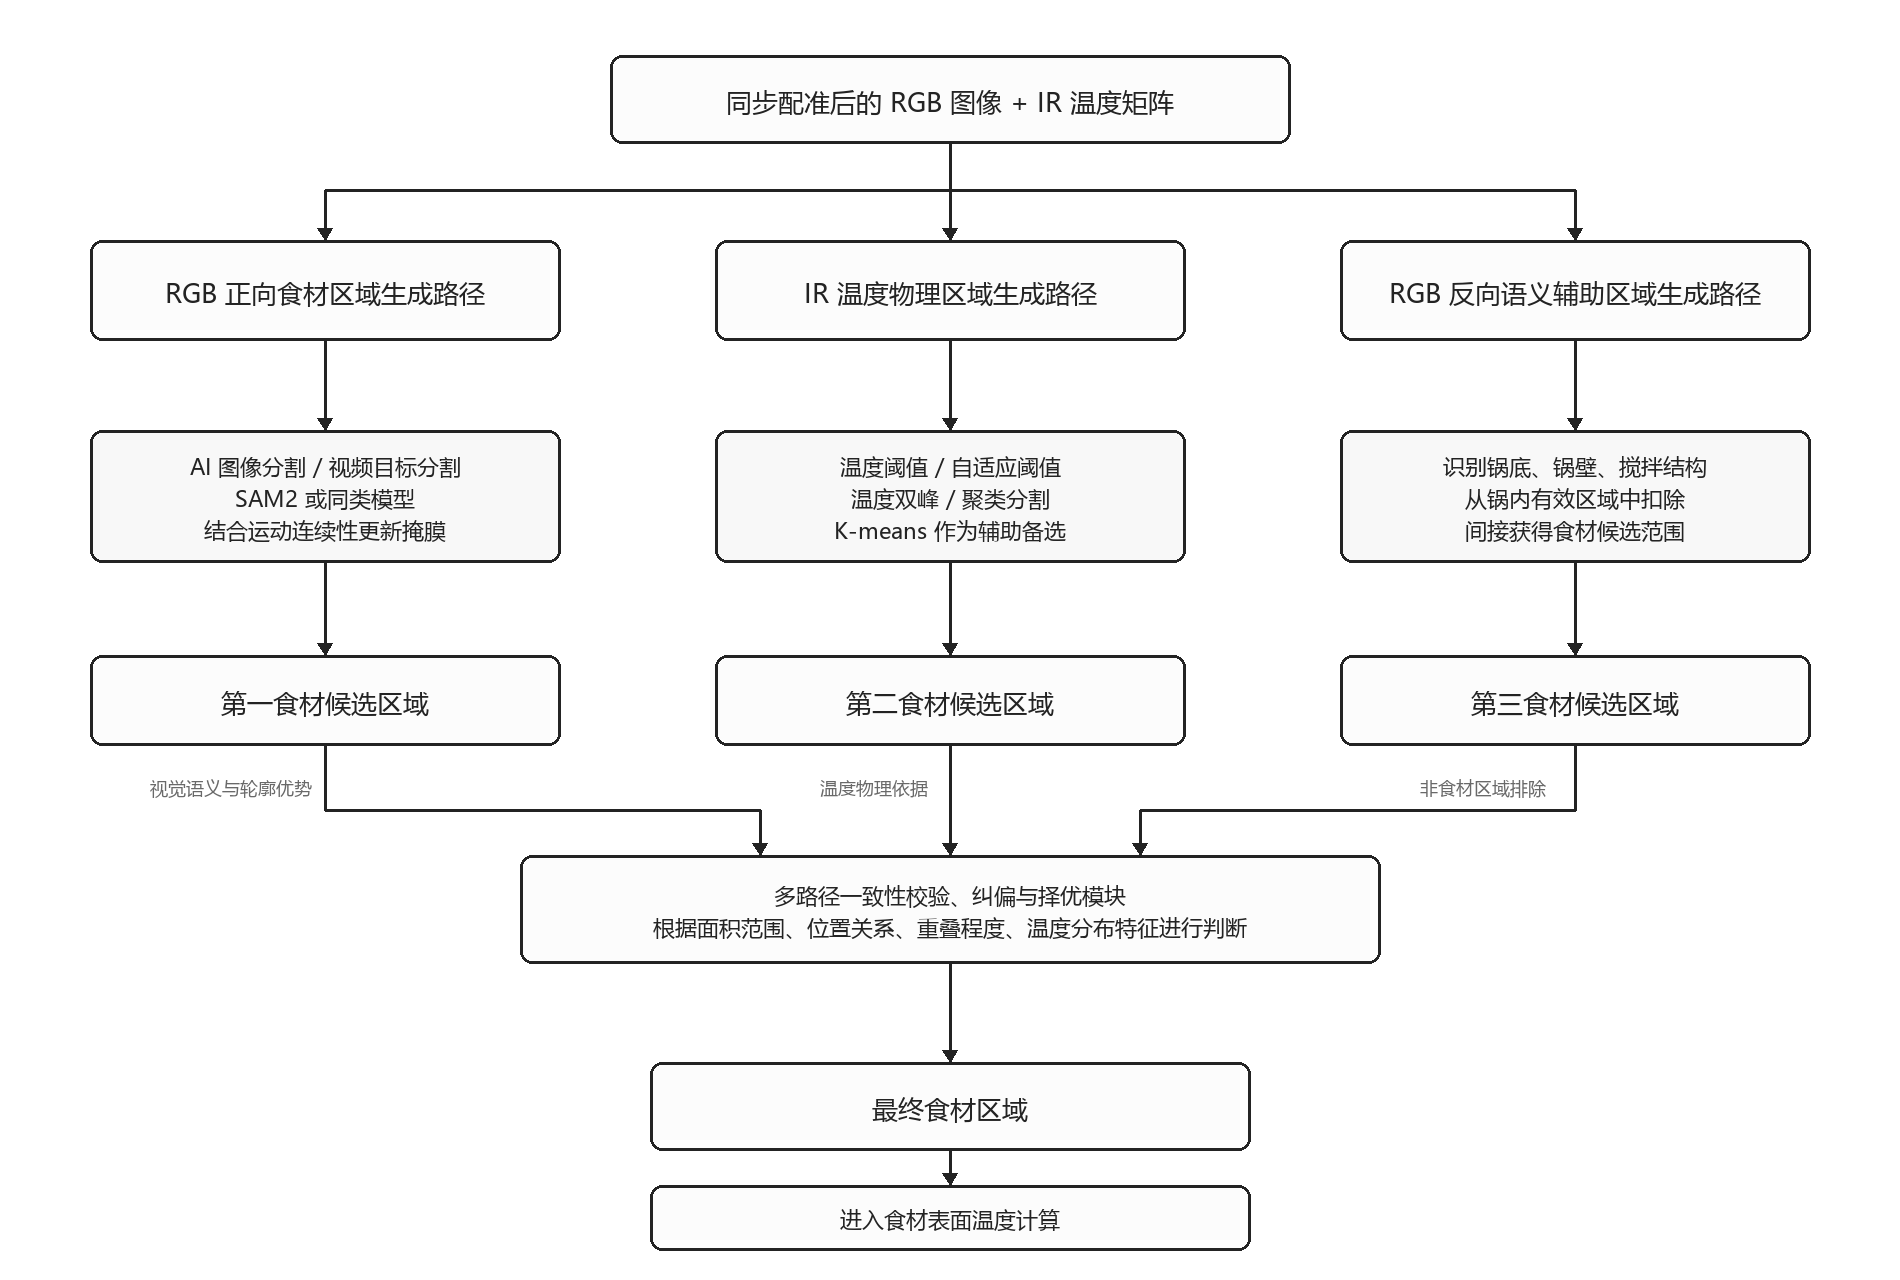 同步配准后的 RGB 图像 + IR 温度矩阵
RGB 正向食材区域生成路径
IR 温度物理区域生成路径
RGB 反向语义辅助区域生成路径
AI 图像分割 / 视频目标分割
SAM2 或同类模型
结合运动连续性更新掩膜
温度阈值 / 自适应阈值
温度双峰 / 聚类分割
K-means 作为辅助备选
识别锅底、锅壁、搅拌结构
从锅内有效区域中扣除
间接获得食材候选范围
第一食材候选区域
第二食材候选区域
第三食材候选区域
视觉语义与轮廓优势
温度物理依据
非食材区域排除
多路径一致性校验、纠偏与择优模块
根据面积范围、位置关系、重叠程度、温度分布特征进行判断
最终食材区域
进入食材表面温度计算